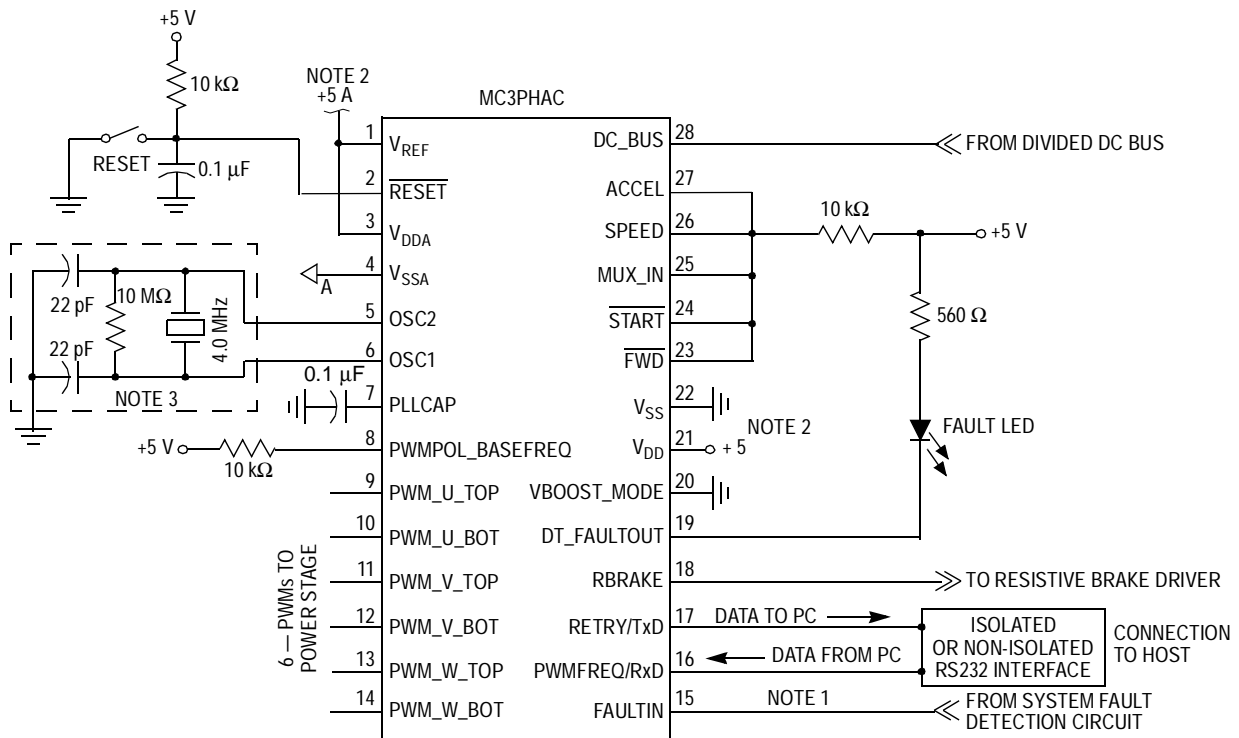 +5 V
10 kΩ
RESET
0.1 µF
NOTE 2
+5 A
MC3PHAC
1
V_REF
2
RESET
3
V_DDA
4
V_SSA
A
5
OSC2
6
OSC1
7
PLLCAP
8
PWMPOL_BASEFREQ
9
PWM_U_TOP
10
PWM_U_BOT
11
PWM_V_TOP
12
PWM_V_BOT
13
PWM_W_TOP
14
PWM_W_BOT
22 pF
10 MΩ
4.0 MHz
22 pF
NOTE 3
0.1 µF
+5 V
10 kΩ
6 — PWMs TO
POWER STAGE
DC_BUS
28
FROM DIVIDED DC BUS
ACCEL
27
SPEED
26
MUX_IN
25
START
24
FWD
23
V_SS
22
V_DD
21
+ 5
NOTE 2
VBOOST_MODE
20
DT_FAULTOUT
19
RBRAKE
18
TO RESISTIVE BRAKE DRIVER
RETRY/TxD
17
DATA TO PC
PWMFREQ/RxD
16
DATA FROM PC
FAULTIN
15
NOTE 1
FROM SYSTEM FAULT
DETECTION CIRCUIT
10 kΩ
+5 V
560 Ω
FAULT LED
ISOLATED
OR NON-ISOLATED
RS232 INTERFACE
CONNECTION
TO HOST